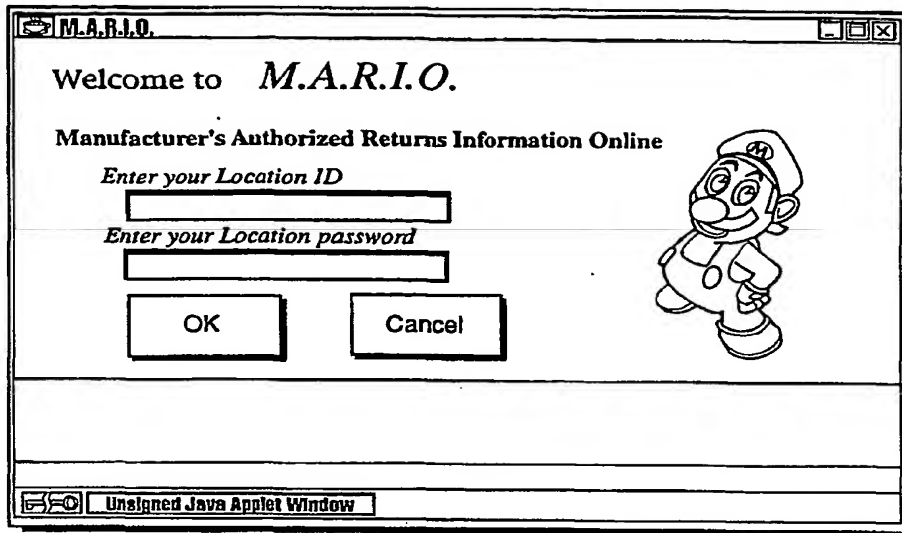 M.A.R.I.O.
Welcome to M.A.R.I.O.
Manufacturer's Authorized Returns Information Online
M
Enter your Location ID
Enter your Location password
OK Cancel
Unsigned Java Applet Window